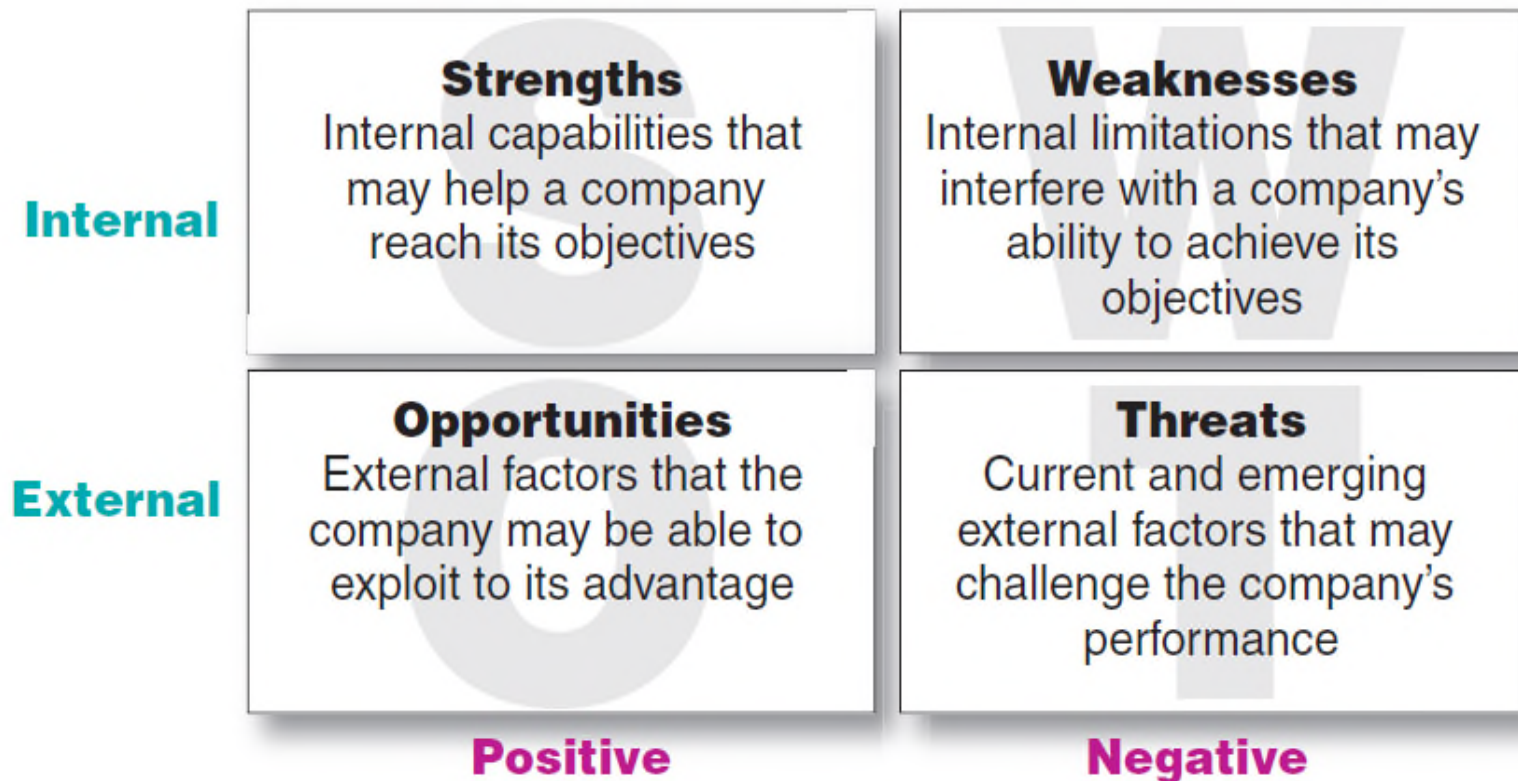 Strengths
Internal capabilities that
may help a company
reach its objectives
Weaknesses
Internal limitations that may
interfere with a company's
ability to achieve its
objectives
Internal
Opportunities
External factors that the
company may be able to
exploit to its advantage
Threats
Current and emerging
external factors that may
challenge the company's
performance
External
Positive
Negative
S
W
O
T